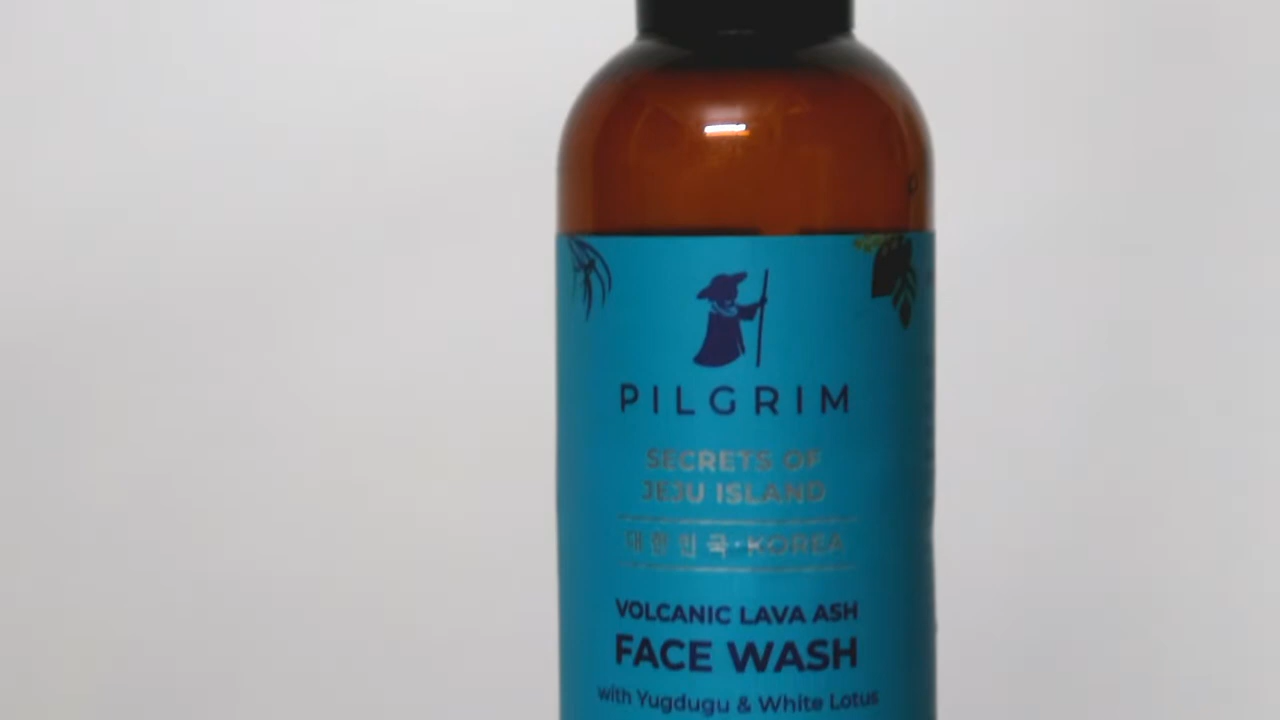 PILGRIM
SECRETS OF
JEJU ISLAND
대한민국·KOREA
VOLCANIC LAVA ASH
FACE WASH
with Yugdugu & White Lotus